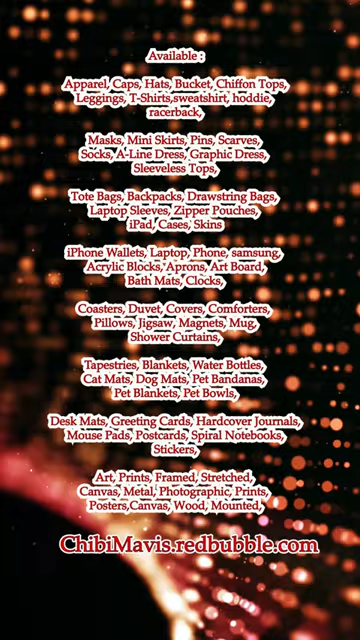 Available :
Apparel, Caps, Hats, Bucket, Chiffon Tops,
Leggings, T-Shirts,sweatshirt, hoddie,
racerback,
Masks, Mini Skirts, Pins, Scarves,
Socks, A-Line Dress, Graphic Dress,
Sleeveless Tops,
Tote Bags, Backpacks, Drawstring Bags,
Laptop Sleeves, Zipper Pouches,
iPad, Cases, Skins
iPhone Wallets, Laptop, Phone, samsung,
Acrylic Blocks, Aprons, Art Board,
Bath Mats, Clocks,
Coasters, Duvet, Covers, Comforters,
Pillows, Jigsaw, Magnets, Mug,
Shower Curtains,
Tapestries, Blankets, Water Bottles,
Cat Mats, Dog Mats, Pet Bandanas,
Pet Blankets, Pet Bowls,
Desk Mats, Greeting Cards, Hardcover Journals,
Mouse Pads, Postcards, Spiral Notebooks,
Stickers,
Art, Prints, Framed, Stretched,
Canvas, Metal, Photographic, Prints,
Posters,Canvas, Wood, Mounted,
ChibiMavis.redbubble.com